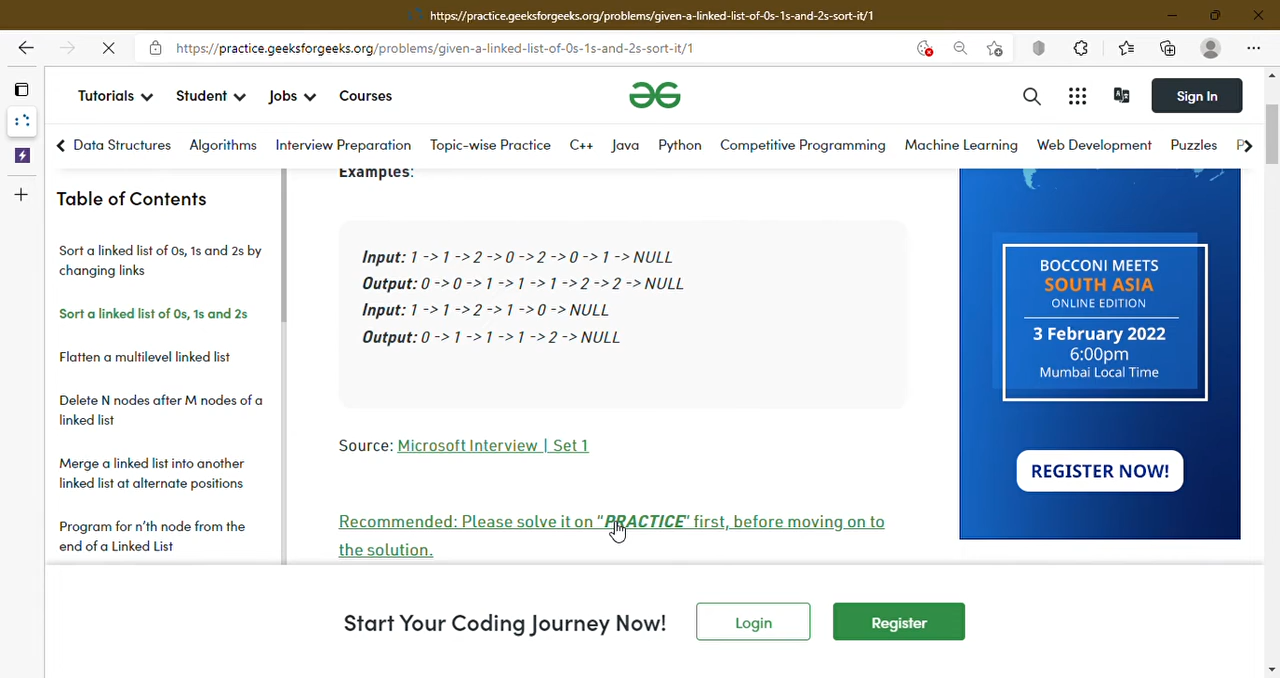 https://practice.geeksforgeeks.org/problems/given-a-linked-list-of-0s-1s-and-2s-sort-it/1
https://practice.geeksforgeeks.org/problems/given-a-linked-list-of-0s-1s-and-2s-sort-it/1
Tutorials Student Jobs Courses
Sign In
Data Structures Algorithms Interview Preparation Topic-wise Practice C++ Java Python Competitive Programming Machine Learning Web Development Puzzles P
Table of Contents
Sort a linked list of 0s, 1s and 2s by
changing links
Sort a linked list of 0s, 1s and 2s
Flatten a multilevel linked list
Delete N nodes after M nodes of a
linked list
Merge a linked list into another
linked list at alternate positions
Program for n'th node from the
end of a Linked List
Examples:
Input: 1 -> 1 -> 2 -> 0 -> 2 -> 0 -> 1 -> NULL
Output: 0 -> 0 -> 1 -> 1 -> 1 -> 2 -> 2 -> NULL
Input: 1 -> 1 -> 2 -> 1 -> 0 -> NULL
Output: 0 -> 1 -> 1 -> 1 -> 2 -> NULL
Source: Microsoft Interview | Set 1
Recommended: Please solve it on "PRACTICE" first, before moving on to
the solution.
BOCCONI MEETS
SOUTH ASIA
ONLINE EDITION
3 February 2022
6:00pm
Mumbai Local Time
REGISTER NOW!
Start Your Coding Journey Now!
Login
Register